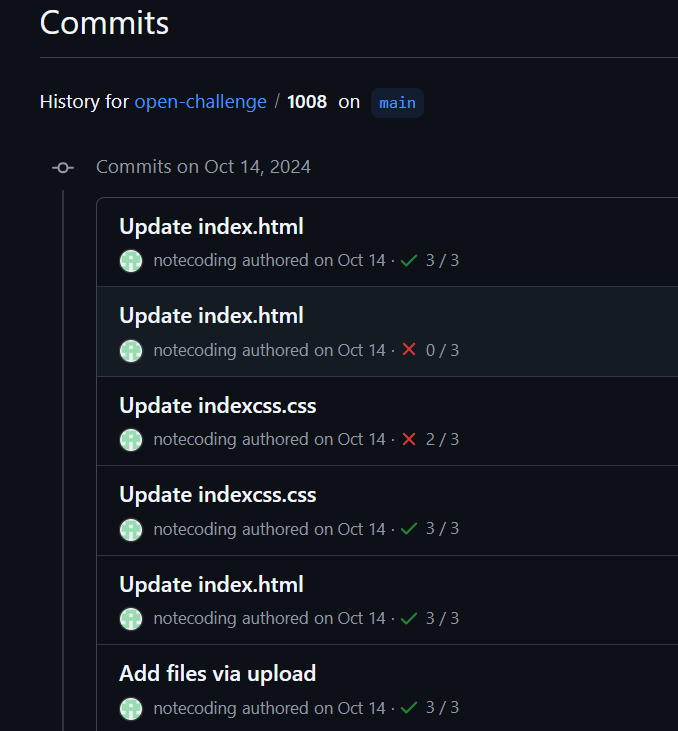 Commits
History for open-challenge / 1008 on main
Commits on Oct 14, 2024
Update index.html
notecoding authored on Oct 14 · 3 / 3
Update index.html
notecoding authored on Oct 14 · 0 / 3
Update indexcss.css
notecoding authored on Oct 14 · 2 / 3
Update indexcss.css
notecoding authored on Oct 14 · 3 / 3
Update index.html
notecoding authored on Oct 14 · 3 / 3
Add files via upload
notecoding authored on Oct 14 · 3 / 3